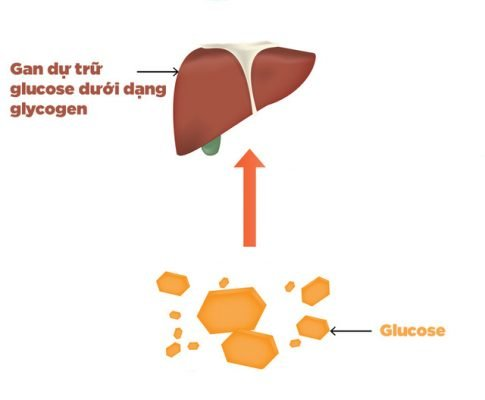 Gan dự trữ
glucose dưới dạng
glycogen
Glucose